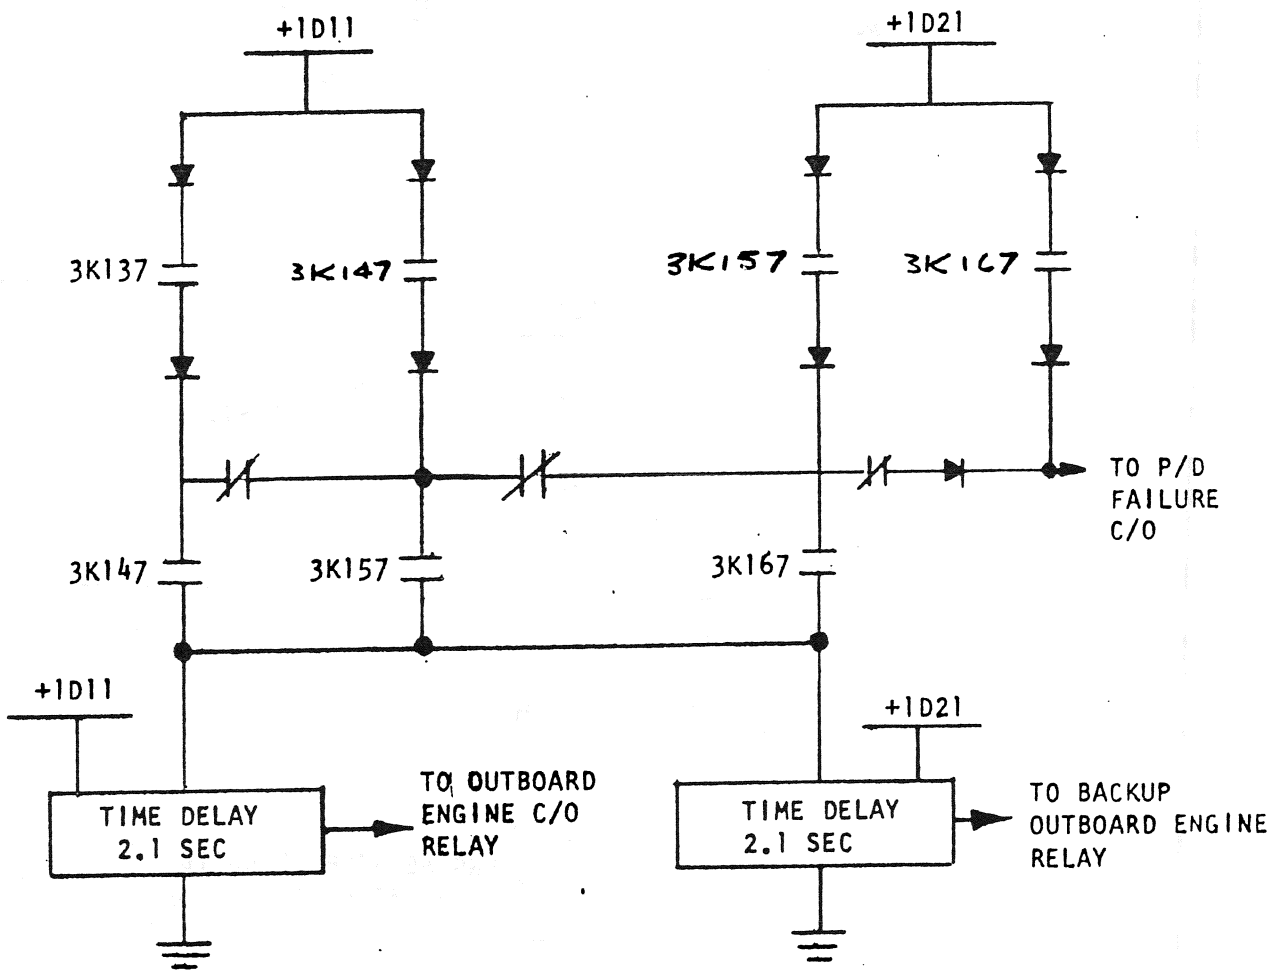 +1D11
+1D21
3K137
3K147
3K157
3K167
TO P/D
FAILURE
C/O
3K147
3K157
3K167
+1D11
+1D21
TIME DELAY
2.1 SEC
TO OUTBOARD
ENGINE C/O
RELAY
TIME DELAY
2.1 SEC
TO BACKUP
OUTBOARD ENGINE
RELAY